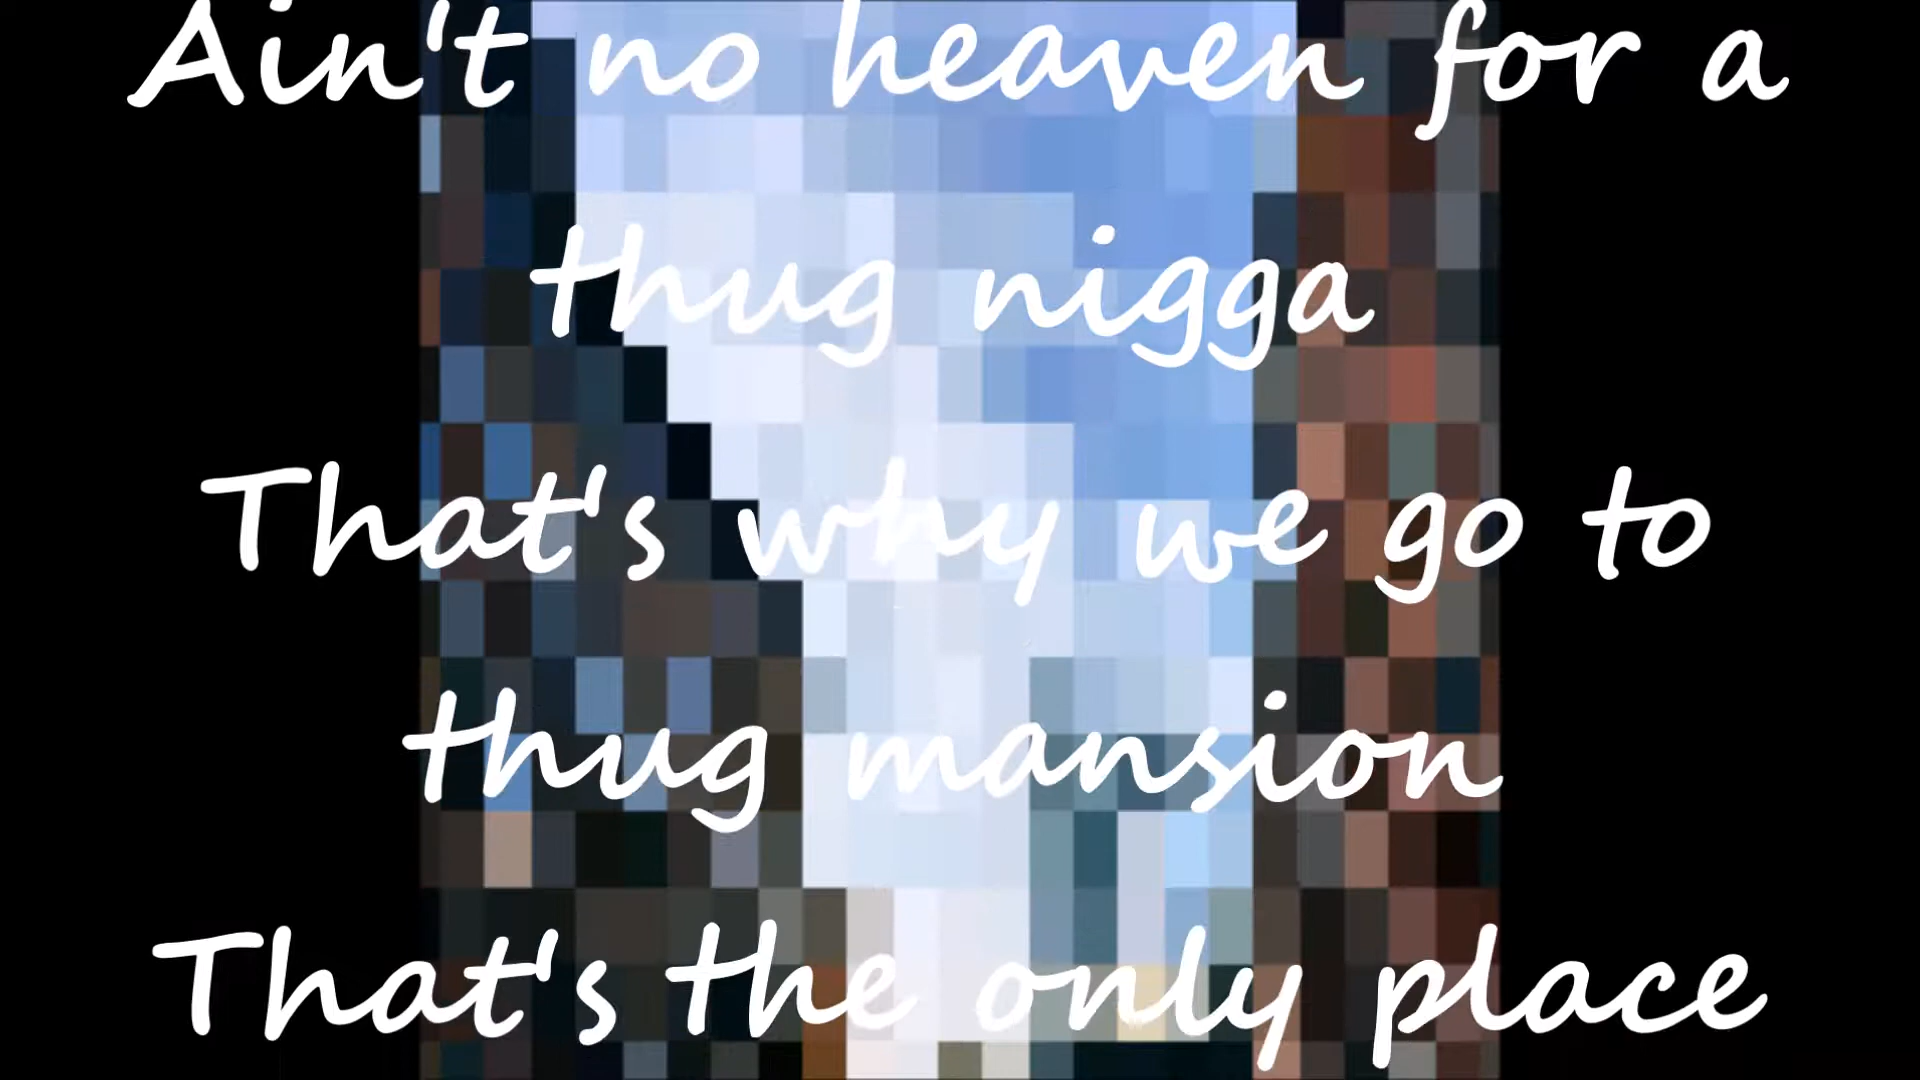 Ain't no heaven for a
thug nigga
That's why we go to
thug mansion
That's the only place